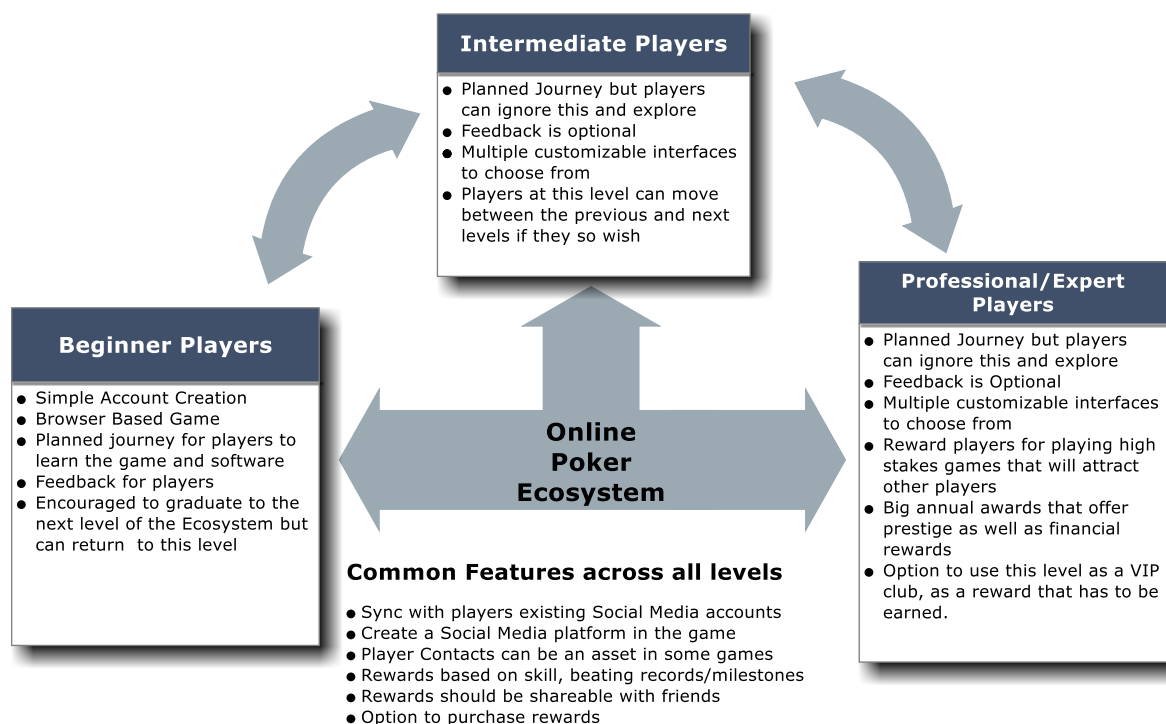 Intermediate Players
● Planned Journey but players
can ignore this and explore
● Feedback is optional
● Multiple customizable interfaces
to choose from
● Players at this level can move
between the previous and next
levels if they so wish
Beginner Players
● Simple Account Creation
● Browser Based Game
● Planned journey for players to
learn the game and software
● Feedback for players
● Encouraged to graduate to the
next level of the Ecosystem but
can return  to this level
Online
Poker
Ecosystem
Professional/Expert
Players
● Planned Journey but players
can ignore this and explore
● Feedback is Optional
● Multiple customizable interfaces
to choose from
● Reward players for playing high
stakes games that will attract
other players
● Big annual awards that offer
prestige as well as financial
rewards
● Option to use this level as a VIP
club, as a reward that has to be
earned.
Common Features across all levels
● Sync with players existing Social Media accounts
● Create a Social Media platform in the game
● Player Contacts can be an asset in some games
● Rewards based on skill, beating records/milestones
● Rewards should be shareable with friends
● Option to purchase rewards